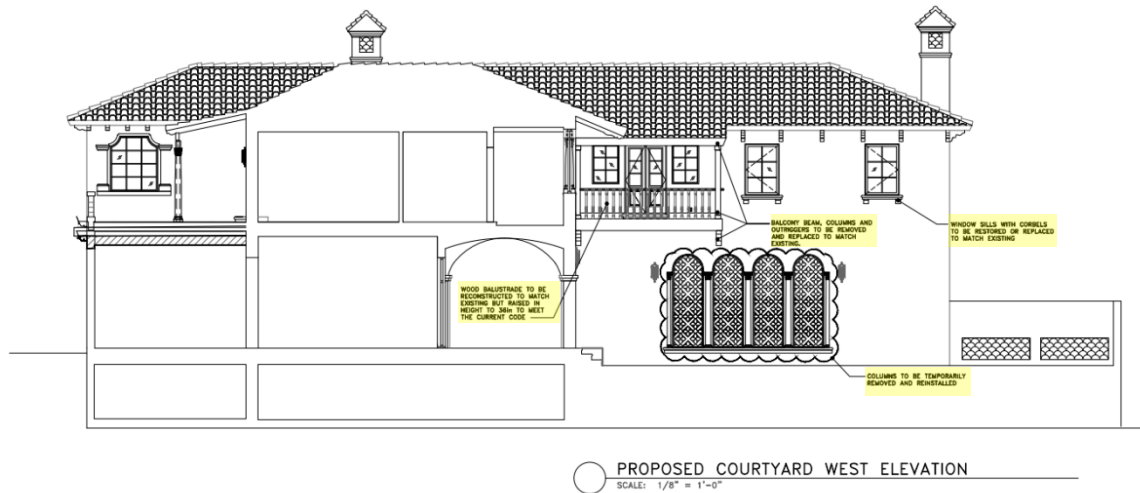 BALCONY BEAM, COLUMNS AND
OUTRIGGERS TO BE REMOVED
AND REPLACED TO MATCH
EXISTING.
WINDOW SILLS WITH CORBELS
TO BE RESTORED OR REPLACED
TO MATCH EXISTING
WOOD BALUSTRADE TO BE
RECONSTRUCTED TO MATCH
EXISTING BUT RAISED IN
HEIGHT TO 36in TO MEET
THE CURRENT CODE
COLUMNS TO BE TEMPORARILY
REMOVED AND REINSTALLED
PROPOSED COURTYARD WEST ELEVATION
SCALE: 1/8" = 1'-0"